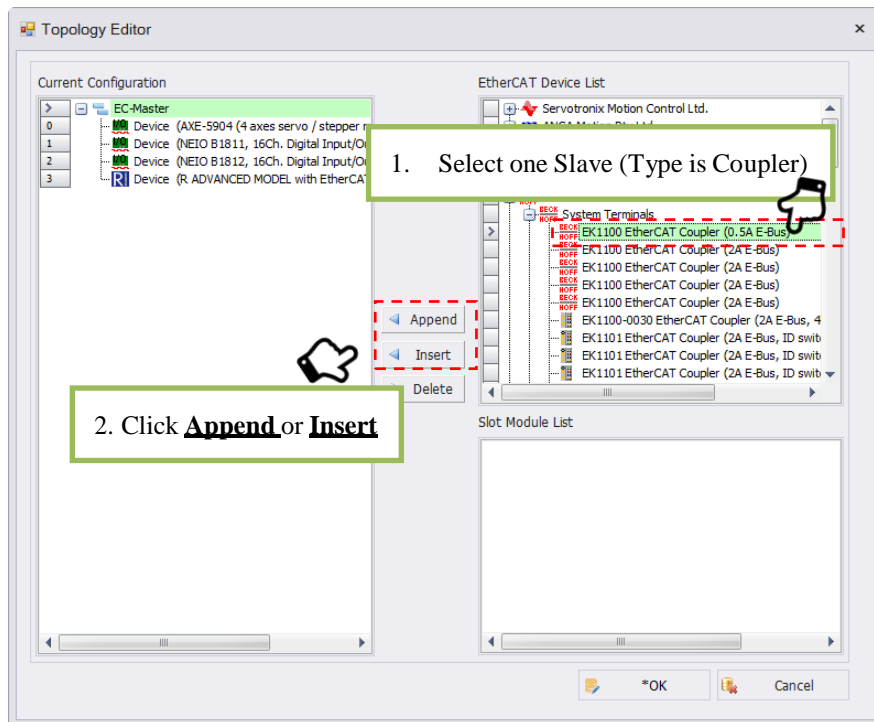 Topology Editor
Current Configuration
EC-Master
0 Device (AXE-5904 (4 axes servo / stepper
1 Device (NEIO B1811, 16Ch. Digital Input/Ou
2 Device (NEIO B1812, 16Ch. Digital Input/Ou
3 Device (R ADVANCED MODEL with EtherCAT
EtherCAT Device List
Servotronix Motion Control Ltd.
1. Select one Slave (Type is Coupler)
System Terminals
EK1100 EtherCAT Coupler (0.5A E-Bus)
EK1100 EtherCAT Coupler (2A E-Bus)
EK1100 EtherCAT Coupler (2A E-Bus)
EK1100 EtherCAT Coupler (2A E-Bus)
EK1100 EtherCAT Coupler (2A E-Bus)
EK1100-0030 EtherCAT Coupler (2A E-Bus, 4
EK1101 EtherCAT Coupler (2A E-Bus, ID swit
EK1101 EtherCAT Coupler (2A E-Bus, ID swit
EK1101 EtherCAT Coupler (2A E-Bus, ID swit
Append
Insert
Delete
2. Click Append or Insert
Slot Module List
*OK
Cancel